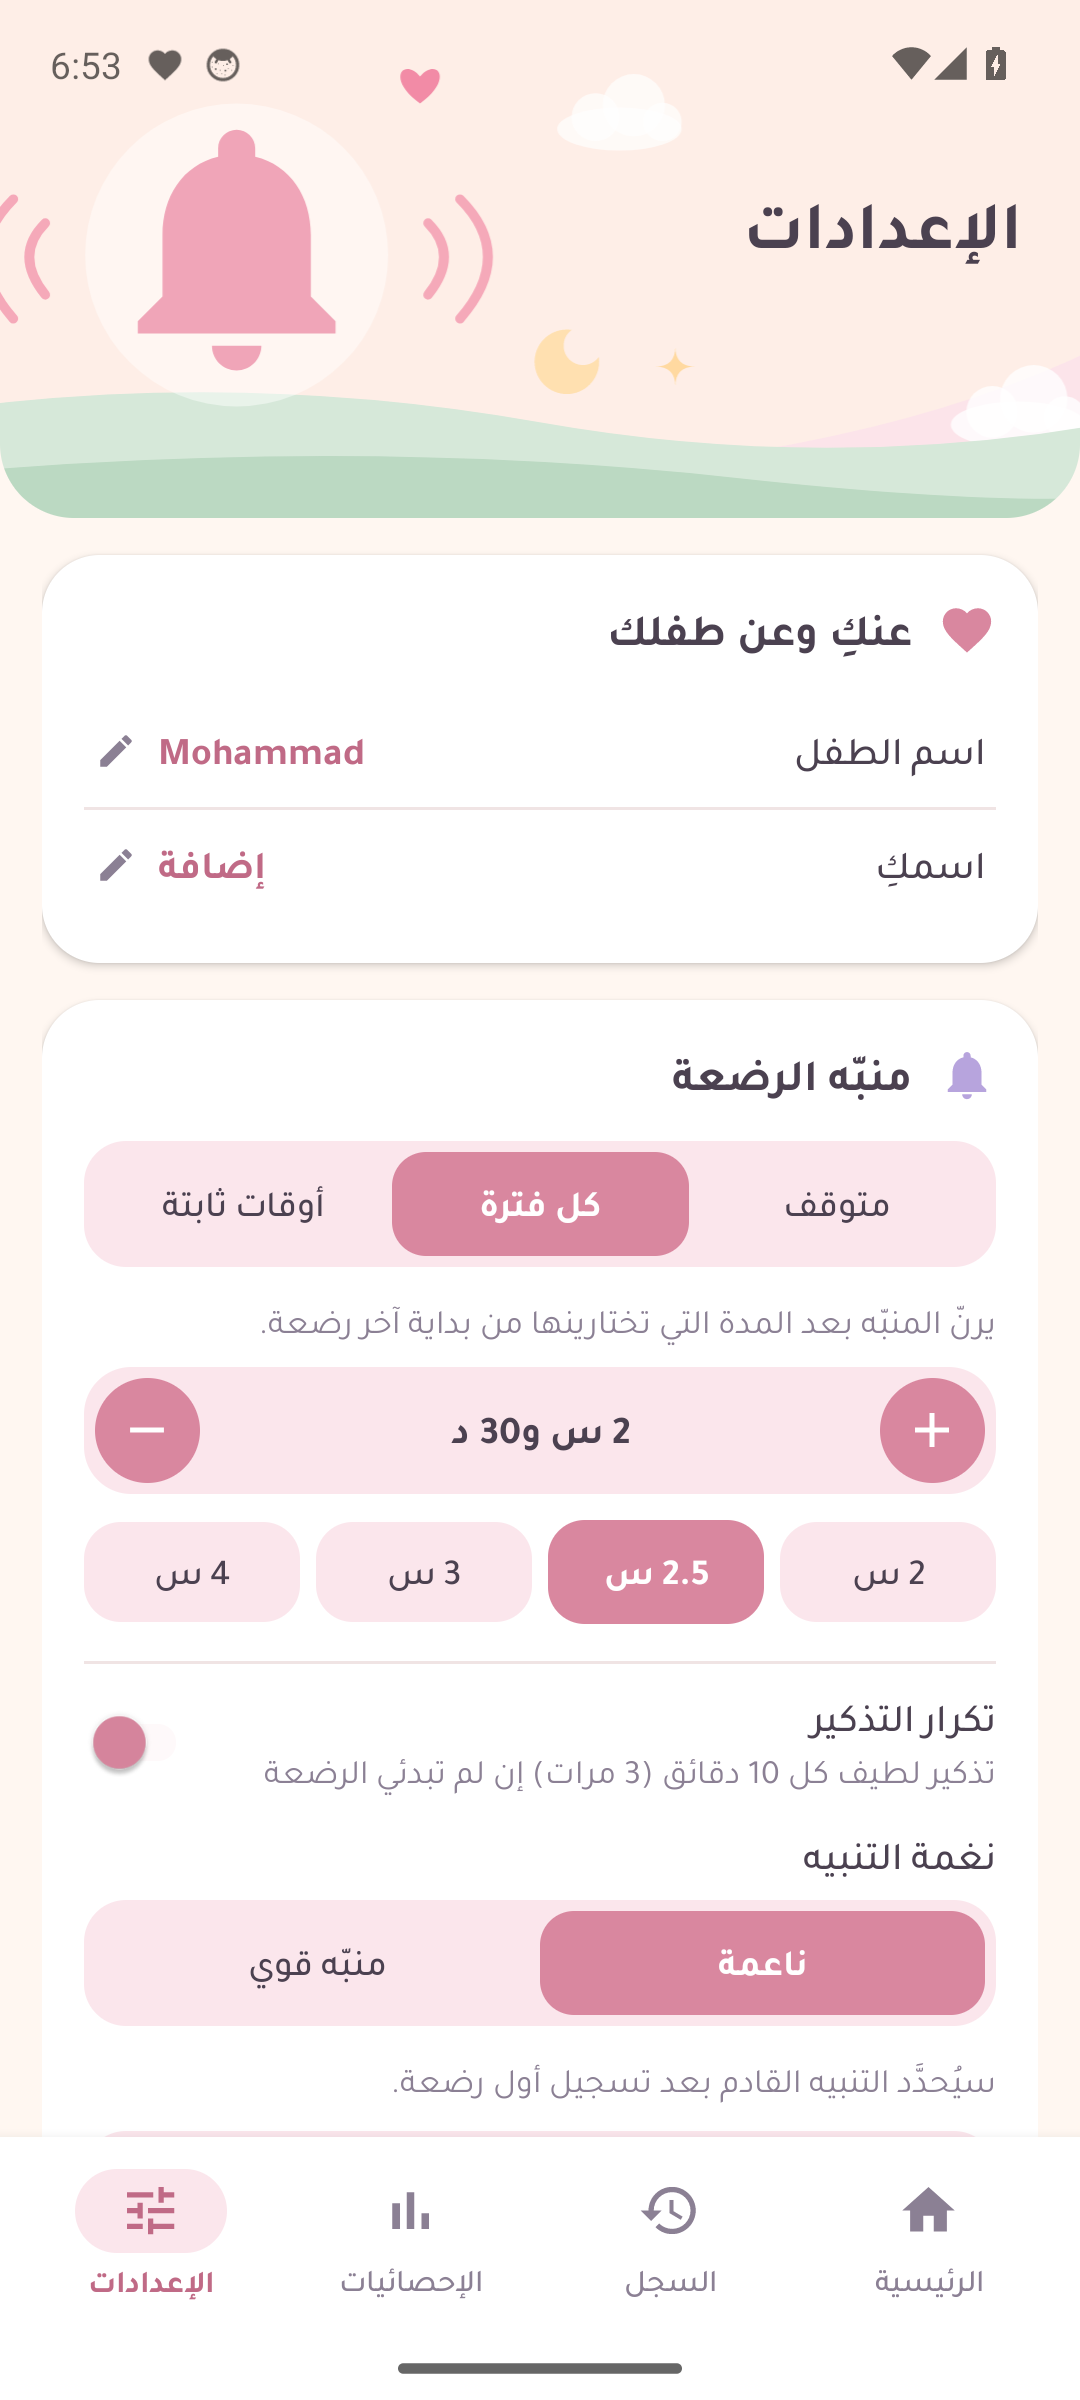 6:53
الإعدادات
عنكِ وعن طفلك
اسم الطفل Mohammad
اسمكِ إضافة
منبّه الرضعة
متوقف كل فترة أوقات ثابتة
يرنّ المنبّه بعد المدة التي تختارينها من بداية آخر رضعة.
2 س و30 د
2 س 2.5 س 3 س 4 س
تكرار التذكير
تذكير لطيف كل 10 دقائق (3 مرات) إن لم تبدئي الرضعة
نغمة التنبيه
ناعمة منبّه قوي
سيُحدَّد التنبيه القادم بعد تسجيل أول رضعة.
الرئيسية السجل الإحصائيات الإعدادات